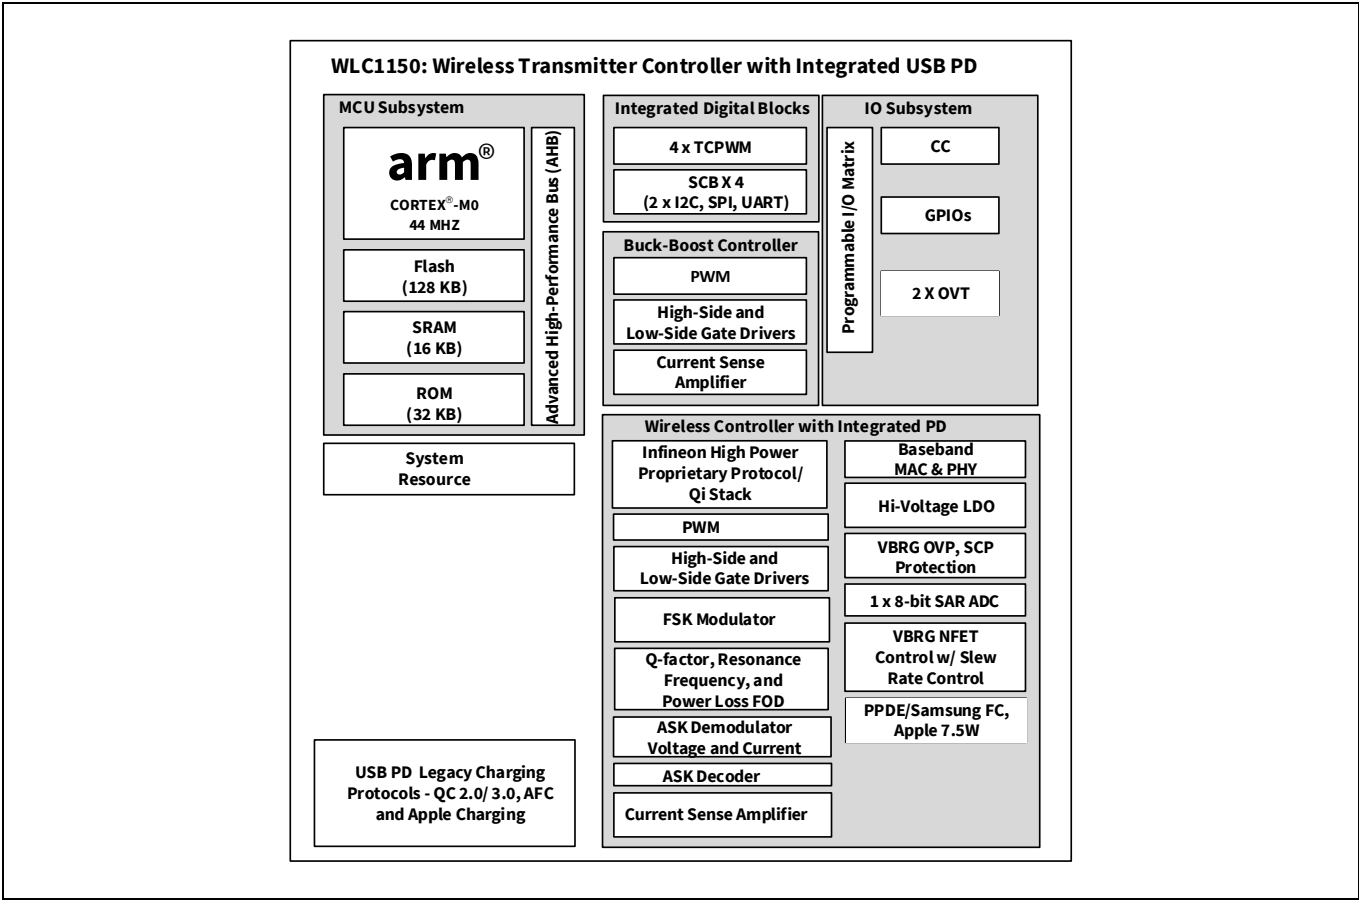 WLC1150: Wireless Transmitter Controller with Integrated USB PD
MCU Subsystem
arm®
CORTEX®-M0
44 MHZ
Flash
(128 KB)
SRAM
(16 KB)
ROM
(32 KB)
Advanced High-Performance Bus (AHB)
System
Resource
USB PD Legacy Charging
Protocols - QC 2.0/ 3.0, AFC
and Apple Charging
Integrated Digital Blocks
4 x TCPWM
SCB X 4
(2 x I2C, SPI, UART)
Buck-Boost Controller
PWM
High-Side and
Low-Side Gate Drivers
Current Sense
Amplifier
IO Subsystem
Programmable I/O Matrix
CC
GPIOs
2 X OVT
Wireless Controller with Integrated PD
Infineon High Power
Proprietary Protocol/
Qi Stack
PWM
High-Side and
Low-Side Gate Drivers
FSK Modulator
Q-factor, Resonance
Frequency, and
Power Loss FOD
ASK Demodulator
Voltage and Current
ASK Decoder
Current Sense Amplifier
Baseband
MAC & PHY
Hi-Voltage LDO
VBRG OVP, SCP
Protection
1 x 8-bit SAR ADC
VBRG NFET
Control w/ Slew
Rate Control
PPDE/Samsung FC,
Apple 7.5W